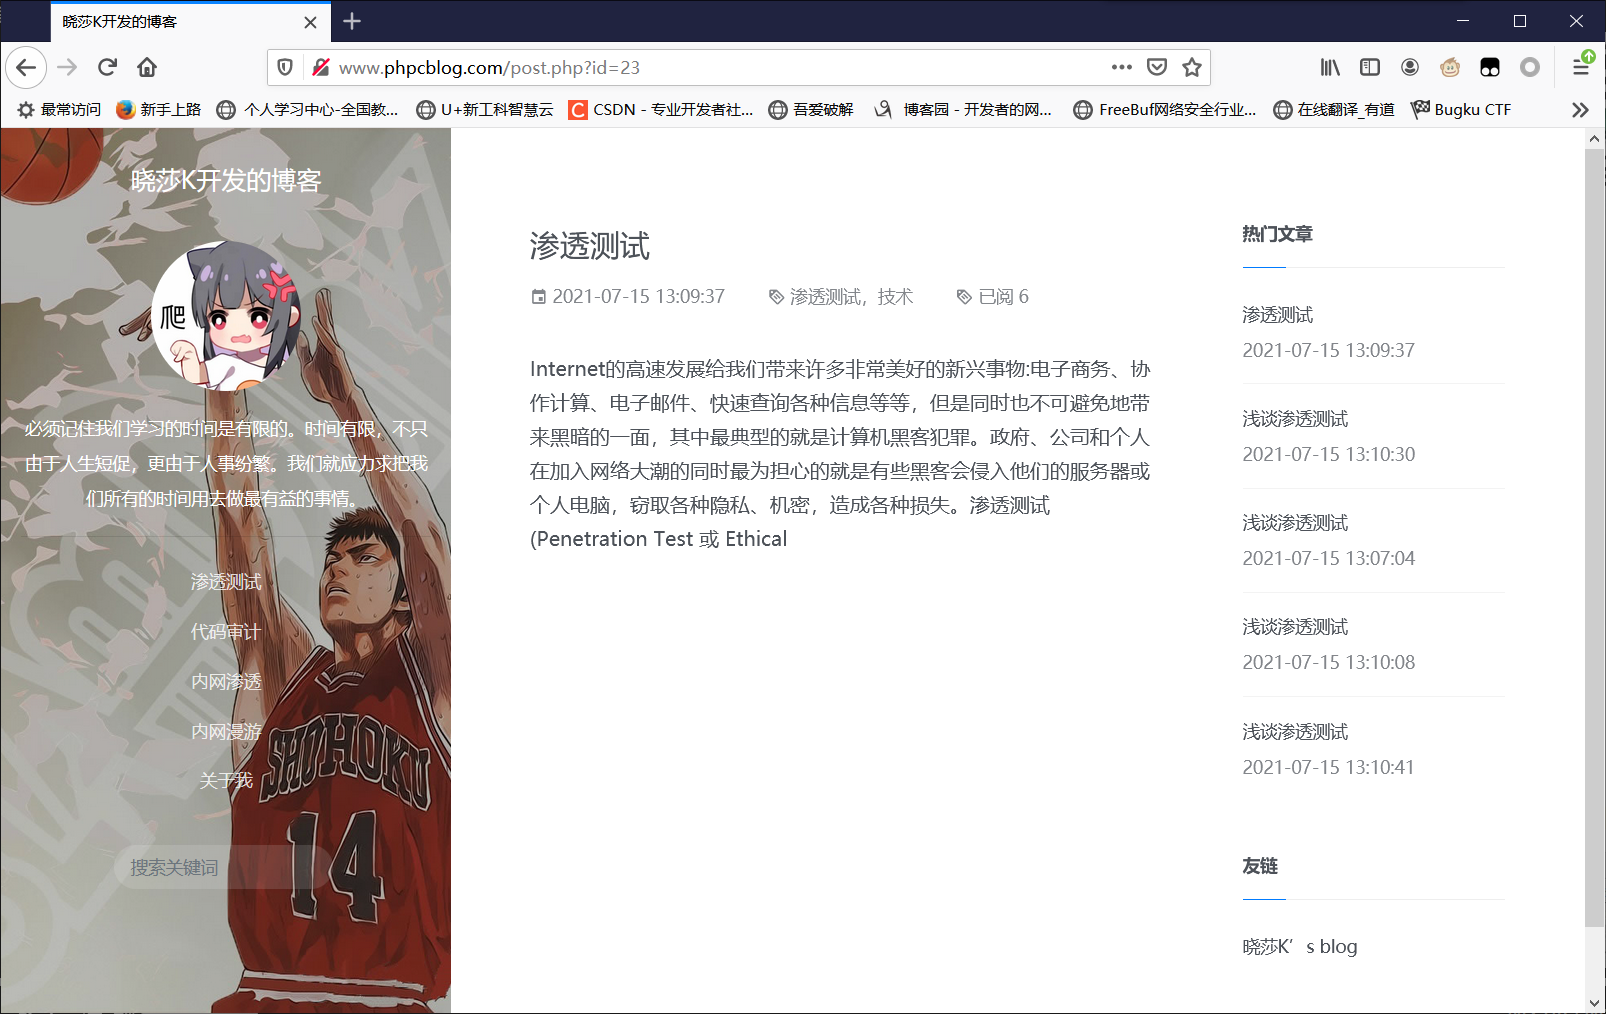 晓莎K开发的博客
www.phpcblog.com/post.php?id=23
最常访问 新手上路 个人学习中心-全国教... U+新工科智慧云 CSDN - 专业开发者社... 吾爱破解 博客园 - 开发者的网... FreeBuf网络安全行业... 在线翻译_有道 Bugku CTF
晓莎K开发的博客
爬
必须记住我们学习的时间是有限的。时间有限，不只
由于人生短促，更由于人事纷繁。我们就应力求把我
们所有的时间用去做最有益的事情。
渗透测试
代码审计
内网渗透
内网漫游
关于我
SHOHOKU
14
搜索关键词
渗透测试
2021-07-15 13:09:37 渗透测试，技术 已阅 6
Internet的高速发展给我们带来许多非常美好的新兴事物:电子商务、协
作计算、电子邮件、快速查询各种信息等等，但是同时也不可避免地带
来黑暗的一面，其中最典型的就是计算机黑客犯罪。政府、公司和个人
在加入网络大潮的同时最为担心的就是有些黑客会侵入他们的服务器或
个人电脑，窃取各种隐私、机密，造成各种损失。渗透测试
(Penetration Test 或 Ethical
热门文章
渗透测试
2021-07-15 13:09:37
浅谈渗透测试
2021-07-15 13:10:30
浅谈渗透测试
2021-07-15 13:07:04
浅谈渗透测试
2021-07-15 13:10:08
浅谈渗透测试
2021-07-15 13:10:41
友链
晓莎K’s blog